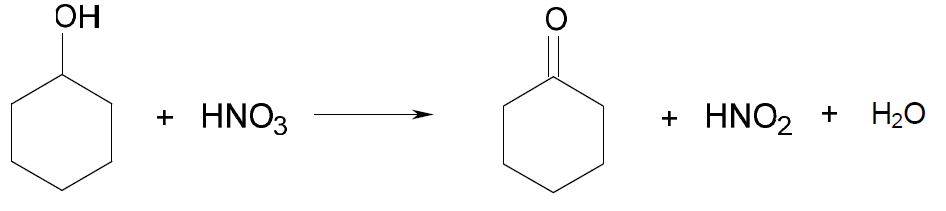 OH
O
+ HNO₃ + HNO₂ + H₂O